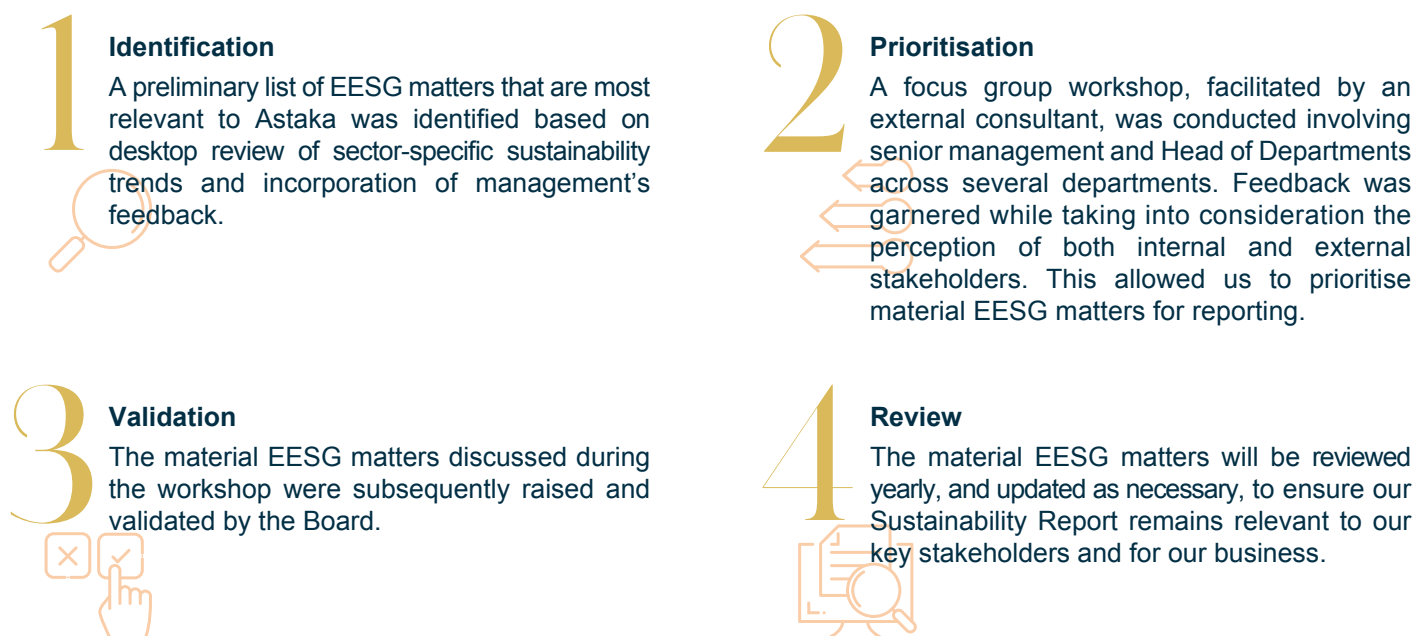 1
Identification
A preliminary list of EESG matters that are most
relevant to Astaka was identified based on
desktop review of sector-specific sustainability
trends and incorporation of management’s
feedback.
2
Prioritisation
A focus group workshop, facilitated by an
external consultant, was conducted involving
senior management and Head of Departments
across several departments. Feedback was
garnered while taking into consideration the
perception of both internal and external
stakeholders. This allowed us to prioritise
material EESG matters for reporting.
3
Validation
The material EESG matters discussed during
the workshop were subsequently raised and
validated by the Board.
4
Review
The material EESG matters will be reviewed
yearly, and updated as necessary, to ensure our
Sustainability Report remains relevant to our
key stakeholders and for our business.